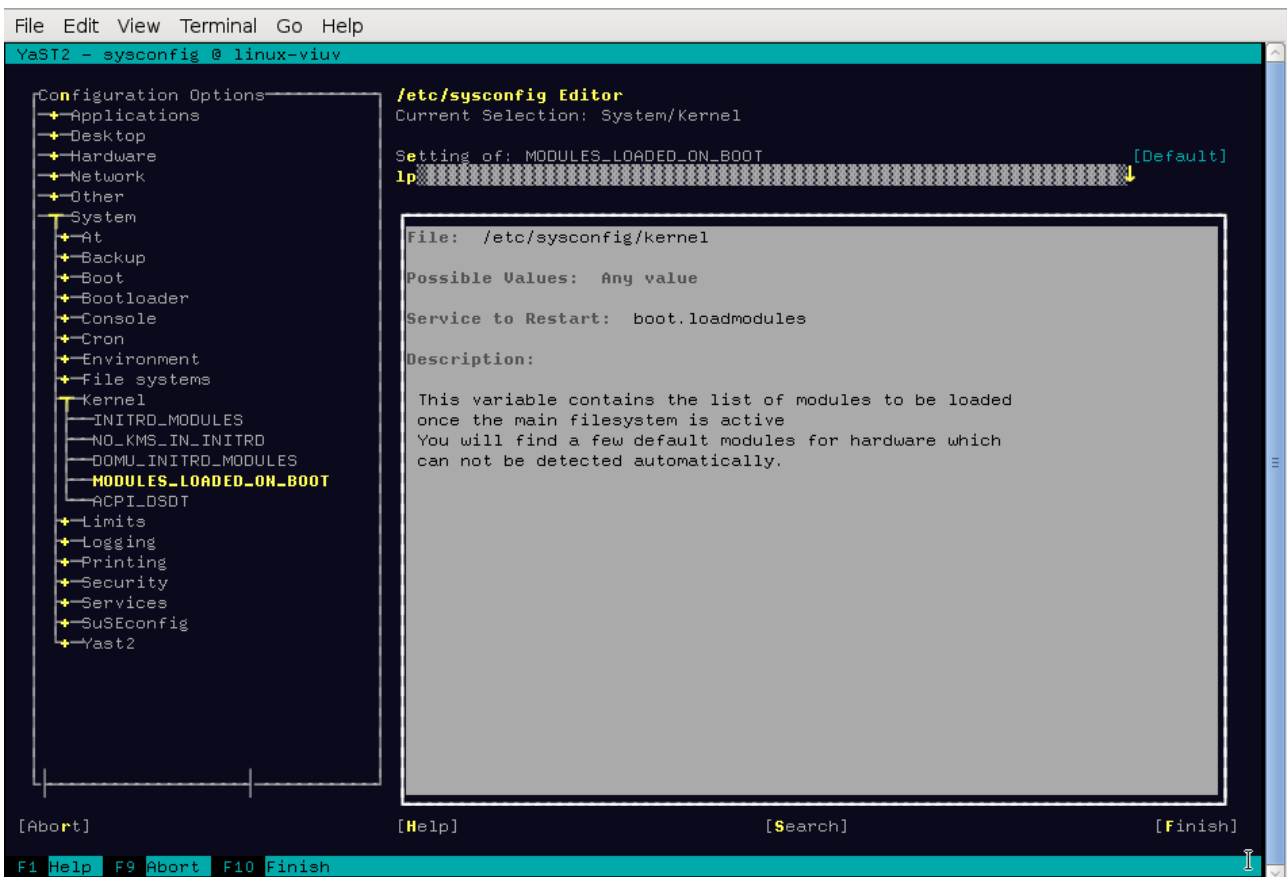 File Edit View Terminal Go Help
YaST2 - sysconfig @ linux-viuv
Configuration Options
Applications
Desktop
Hardware
Network
Other
System
At
Backup
Boot
Bootloader
Console
Cron
Environment
File systems
Kernel
INITRD_MODULES
NO_KMS_IN_INITRD
DOMU_INITRD_MODULES
MODULES_LOADED_ON_BOOT
ACPI_DSDT
Limits
Logging
Printing
Security
Services
SuSEconfig
Yast2
/etc/sysconfig Editor
Current Selection: System/Kernel
Setting of: MODULES_LOADED_ON_BOOT [Default]
lp
File: /etc/sysconfig/kernel
Possible Values: Any value
Service to Restart: boot.loadmodules
Description:
This variable contains the list of modules to be loaded
once the main filesystem is active
You will find a few default modules for hardware which
can not be detected automatically.
[Abort] [Help] [Search] [Finish]
F1 Help F9 Abort F10 Finish